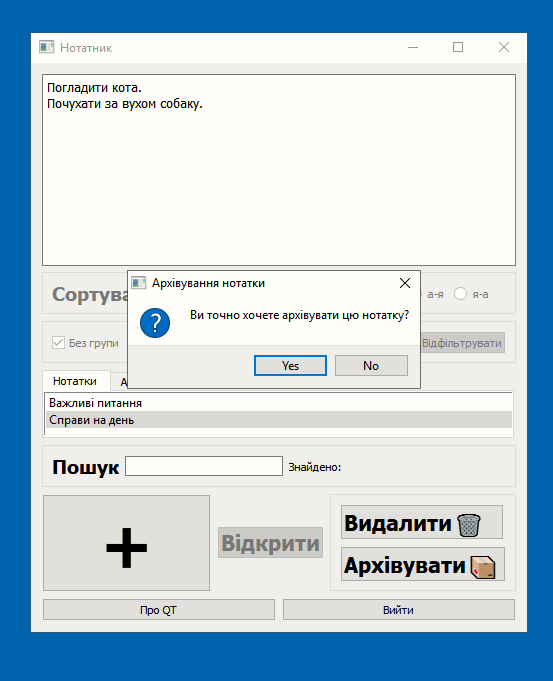 Нотатник
Погладити кота.
Почухати за вухом собаку.
Сортува
а-я
я-а
Архівування нотатки
Ви точно хочете архівувати цю нотатку?
Yes
No
Без групи
Відфільтрувати
Нотатки
А
Важливі питання
Справи на день
Пошук
Знайдено:
+
Відкрити
Видалити
Архівувати
Про QT
Вийти